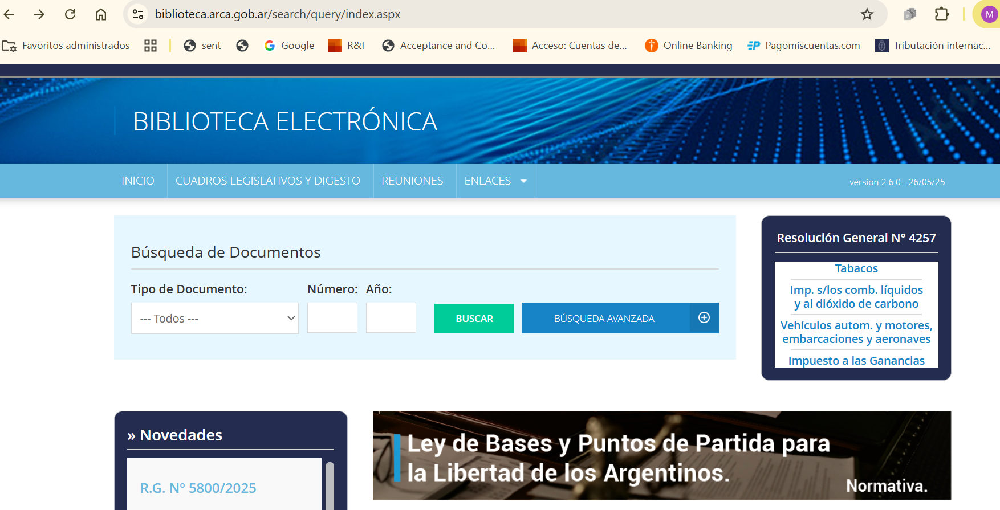 biblioteca.arca.gob.ar/search/query/index.aspx
M
Favoritos administrados
sent
Google
R&I
Acceptance and Co...
Acceso: Cuentas de...
Online Banking
Pagomiscuentas.com
Tributación internac...
BIBLIOTECA ELECTRÓNICA
INICIO
CUADROS LEGISLATIVOS Y DIGESTO
REUNIONES
ENLACES
version 2.6.0 - 26/05/25
Búsqueda de Documentos
Tipo de Documento:
Número:
Año:
--- Todos ---
BUSCAR
BÚSQUEDA AVANZADA
Resolución General N° 4257
Tabacos
Imp. s/los comb. líquidos
y al dióxido de carbono
Vehículos autom. y motores,
embarcaciones y aeronaves
Impuesto a las Ganancias
» Novedades
R.G. N° 5800/2025
Ley de Bases y Puntos de Partida para
la Libertad de los Argentinos.
Normativa.